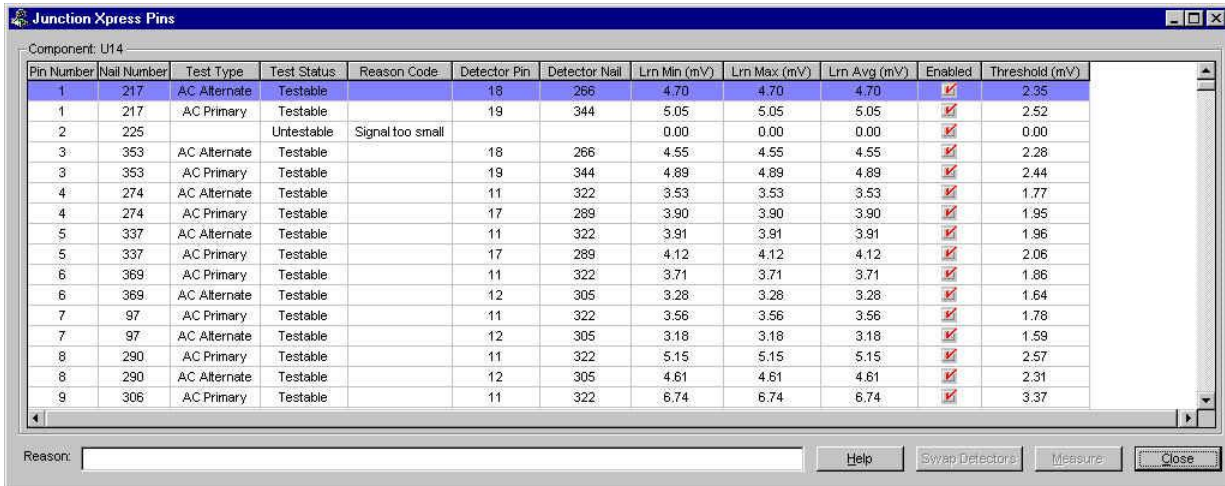 Junction Xpress Pins
Component: U14
Pin Number Nail Number Test Type Test Status Reason Code Detector Pin Detector Nail Lrn Min (mV) Lrn Max (mV) Lrn Avg (mV) Enabled Threshold (mV)
1 217 AC Alternate Testable 18 266 4.70 4.70 4.70 2.35
1 217 AC Primary Testable 19 344 5.05 5.05 5.05 2.52
2 225 Untestable Signal too small 0.00 0.00 0.00 0.00
3 353 AC Alternate Testable 18 266 4.55 4.55 4.55 2.28
3 353 AC Primary Testable 19 344 4.89 4.89 4.89 2.44
4 274 AC Alternate Testable 11 322 3.53 3.53 3.53 1.77
4 274 AC Primary Testable 17 289 3.90 3.90 3.90 1.95
5 337 AC Alternate Testable 11 322 3.91 3.91 3.91 1.96
5 337 AC Primary Testable 17 289 4.12 4.12 4.12 2.06
6 369 AC Primary Testable 11 322 3.71 3.71 3.71 1.86
6 369 AC Alternate Testable 12 305 3.28 3.28 3.28 1.64
7 97 AC Primary Testable 11 322 3.56 3.56 3.56 1.78
7 97 AC Alternate Testable 12 305 3.18 3.18 3.18 1.59
8 290 AC Primary Testable 11 322 5.15 5.15 5.15 2.57
8 290 AC Alternate Testable 12 305 4.61 4.61 4.61 2.31
9 306 AC Primary Testable 11 322 6.74 6.74 6.74 3.37
Reason: Help Swap Detectors Measure Close